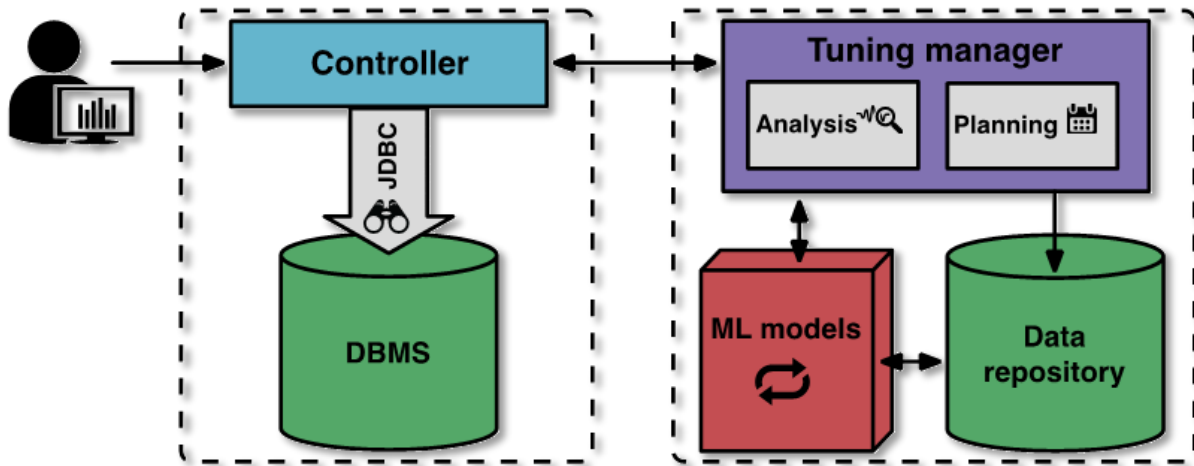 Controller
JDBC
DBMS
Tuning manager
Analysis
Planning
ML models
Data
repository